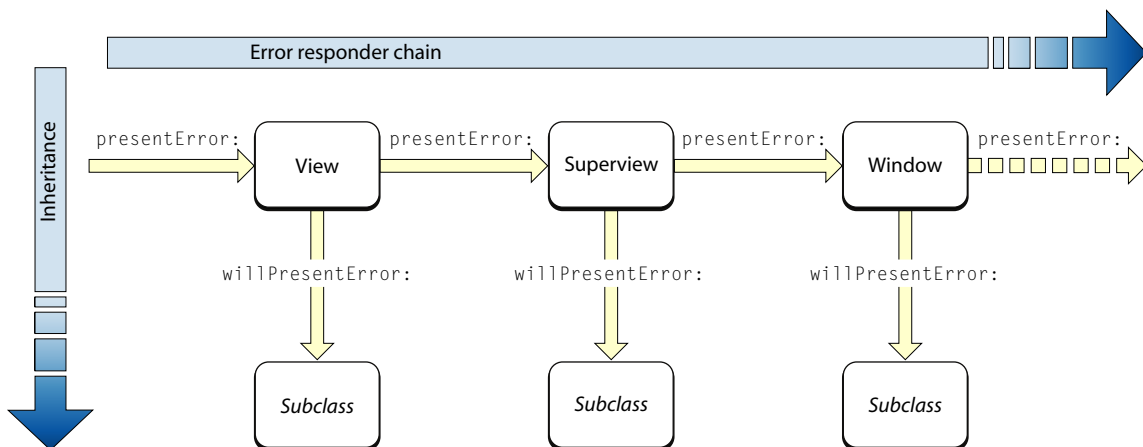 Error responder chain
Inheritance
presentError:
presentError:
presentError:
presentError:
View
Superview
Window
willPresentError:
willPresentError:
willPresentError:
Subclass
Subclass
Subclass